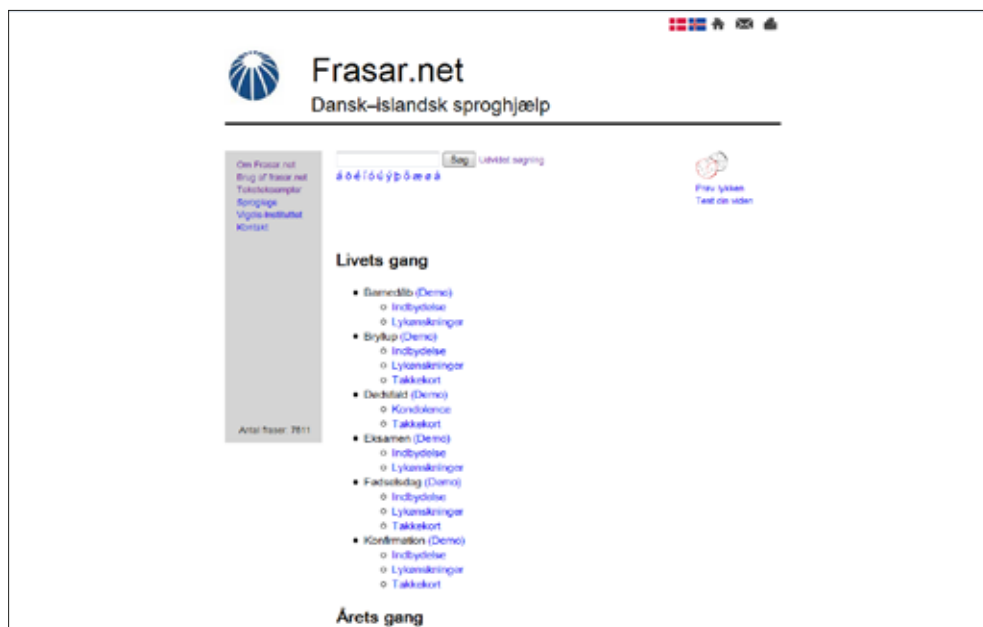 Frasar.net
Dansk–islandsk sproghjælp
Om Frasar.net
Brug af frasar.net
Teksteksempler
Sproglege
Vigdis-Instituttet
Kontakt
Antal fraser: 7811
Søg Udvidet søgning
á ð é í ó ú ý þ ö æ ø å
Prøv lykken
Test din viden
Livets gang
Barnedåb (Demo)
Indbydelse
Lykønskninger
Bryllup (Demo)
Indbydelse
Lykønskninger
Takkekort
Dødsfald (Demo)
Kondolence
Takkekort
Eksamen (Demo)
Indbydelse
Lykønskninger
Fødselsdag (Demo)
Indbydelse
Lykønskninger
Takkekort
Konfirmation (Demo)
Indbydelse
Lykønskninger
Takkekort
Årets gang